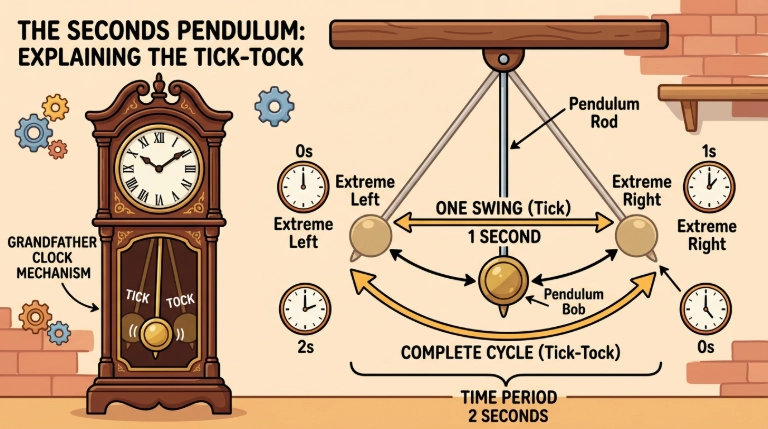 THE SECONDS PENDULUM:
EXPLAINING THE TICK-TOCK
GRANDFATHER
CLOCK
MECHANISM
TICK
TOCK
Pendulum
Rod
0s
Extreme
Left
Extreme
Left
ONE SWING (Tick)
1 SECOND
Extreme
Right
1s
Extreme
Right
2s
Pendulum
Bob
0s
COMPLETE CYCLE (Tick-Tock)
TIME PERIOD
2 SECONDS